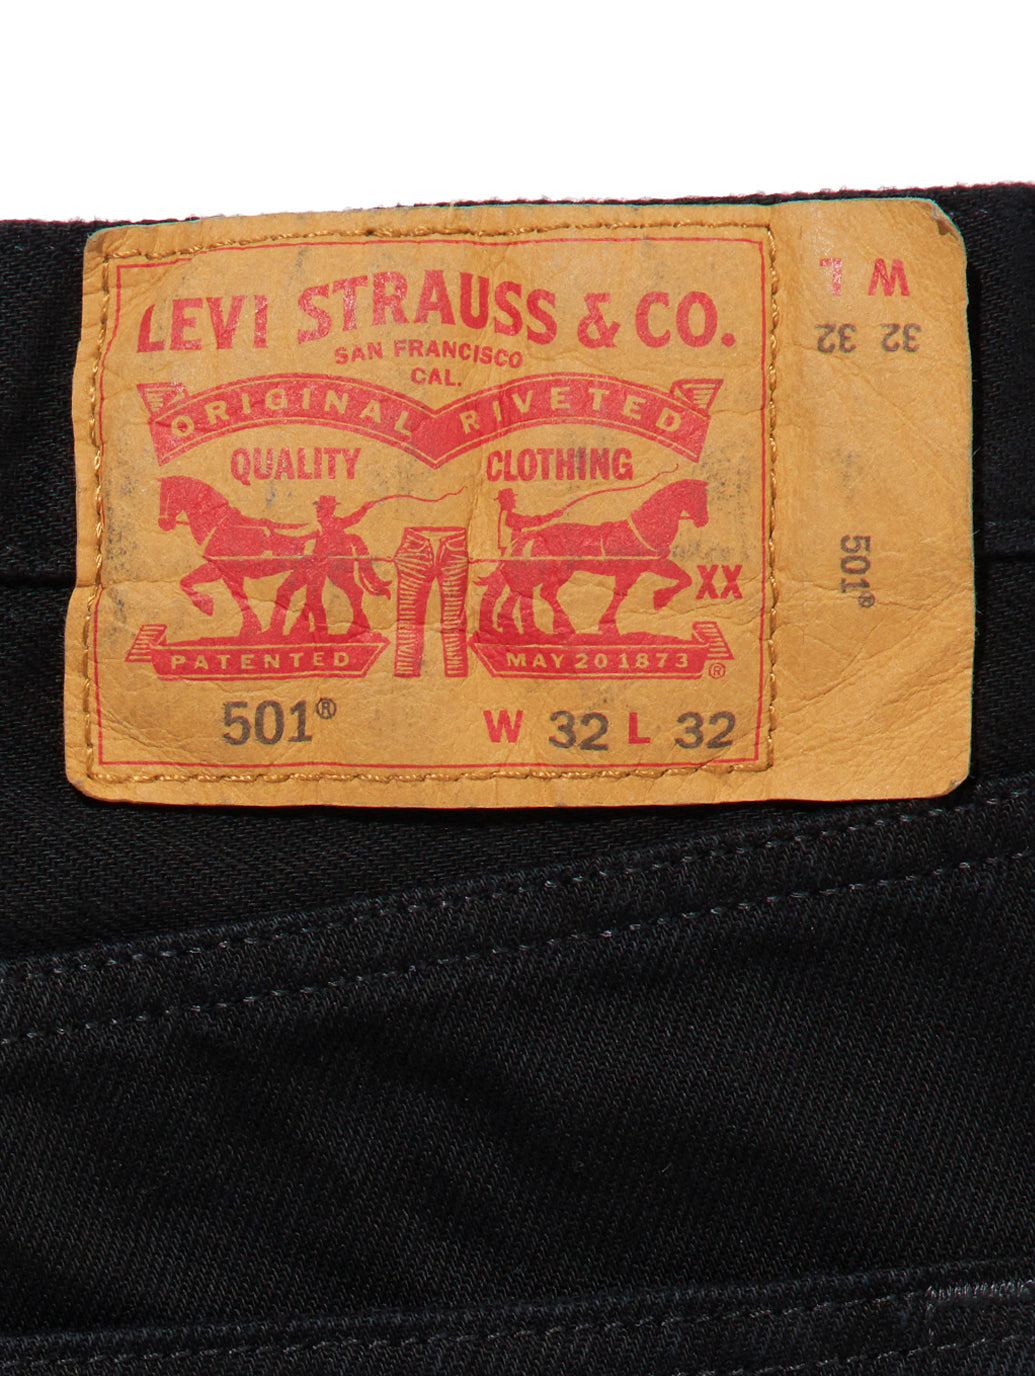 LEVI STRAUSS & CO.
SAN FRANCISCO
CAL.
ORIGINAL RIVETED
QUALITY CLOTHING
XX
PATENTED MAY 20 1873 ®
501® W 32 L 32
W L
32 32
501®